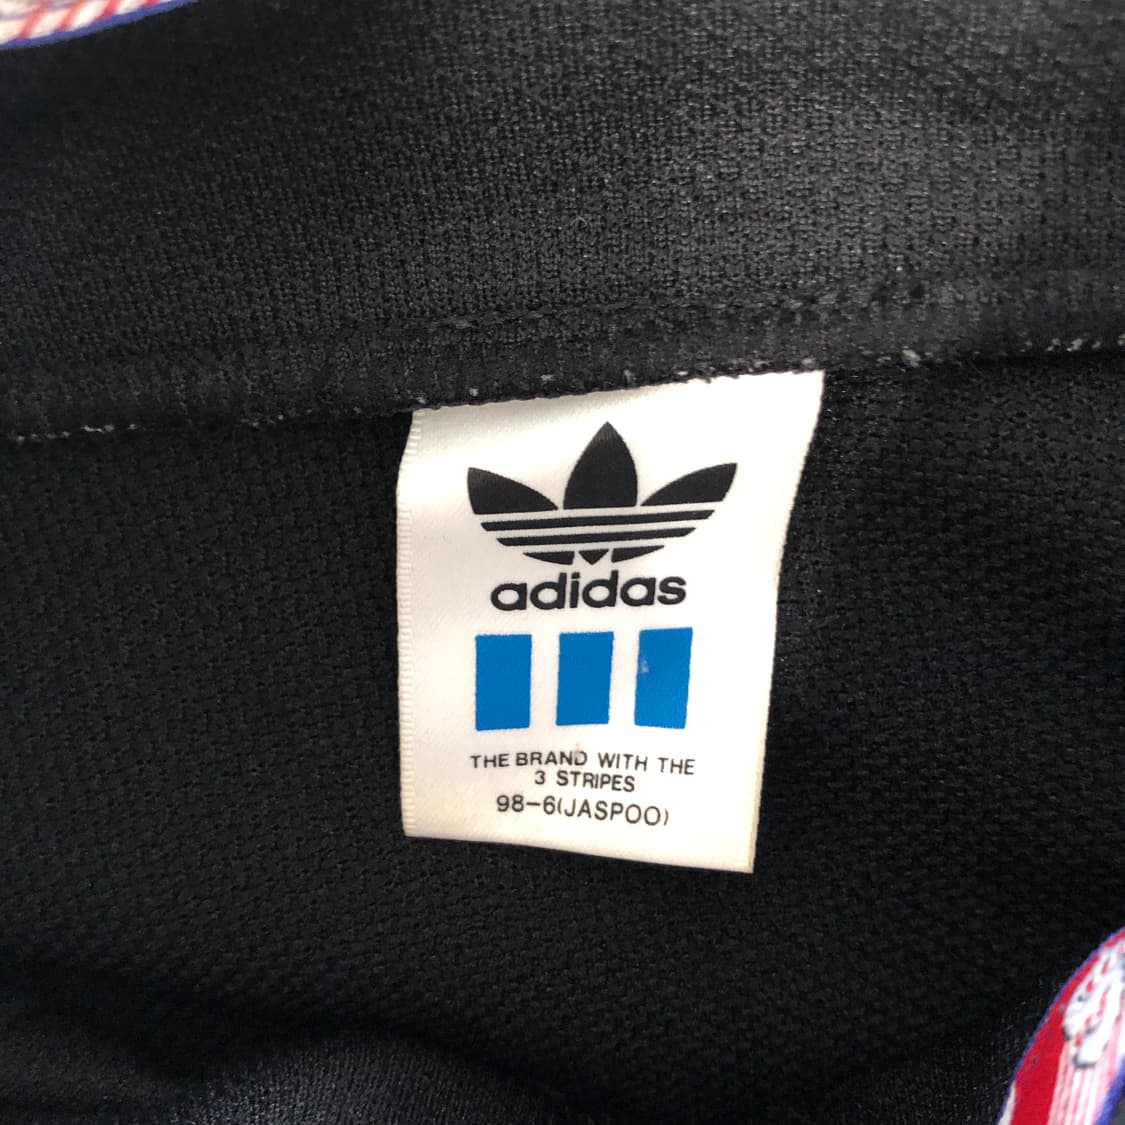 adidas
THE BRAND WITH THE
3 STRIPES
98-6(JASPOO)